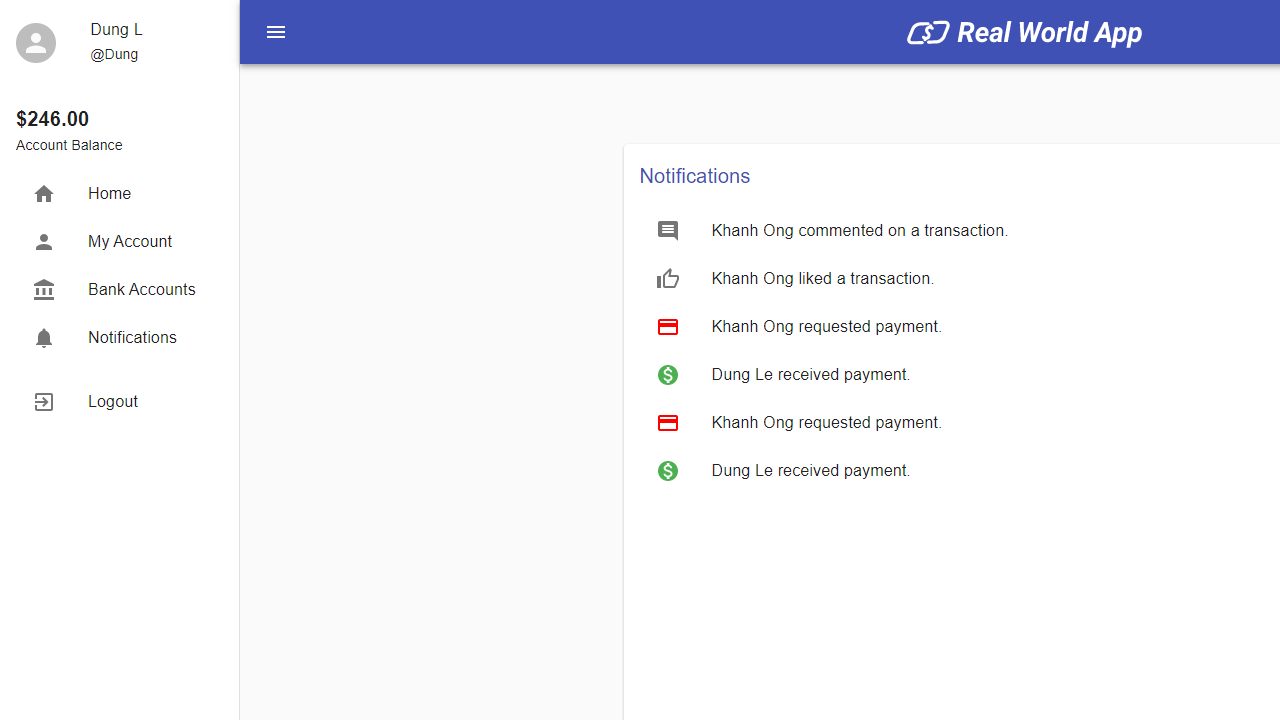 Dung L
@Dung
$246.00
Account Balance
Home
My Account
Bank Accounts
Notifications
Logout
Real World App
Notifications
Khanh Ong commented on a transaction.
Khanh Ong liked a transaction.
Khanh Ong requested payment.
Dung Le received payment.
Khanh Ong requested payment.
Dung Le received payment.